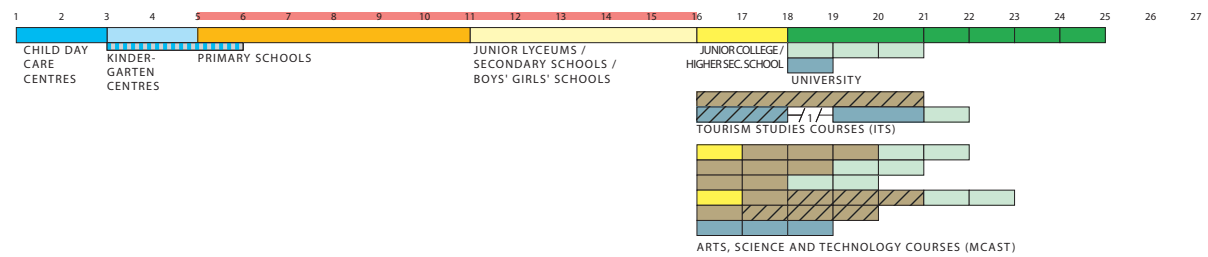 1 2 3 4 5 6 7 8 9 10 11 12 13 14 15 16 17 18 19 20 21 22 23 24 25 26 27
CHILD DAY
CARE
CENTRES
KINDER-
GARTEN
CENTRES
PRIMARY SCHOOLS
JUNIOR LYCEUMS /
SECONDARY SCHOOLS /
BOYS' GIRLS' SCHOOLS
JUNIOR COLLEGE /
HIGHER SEC. SCHOOL
UNIVERSITY
1
TOURISM STUDIES COURSES (ITS)
ARTS, SCIENCE AND TECHNOLOGY COURSES (MCAST)